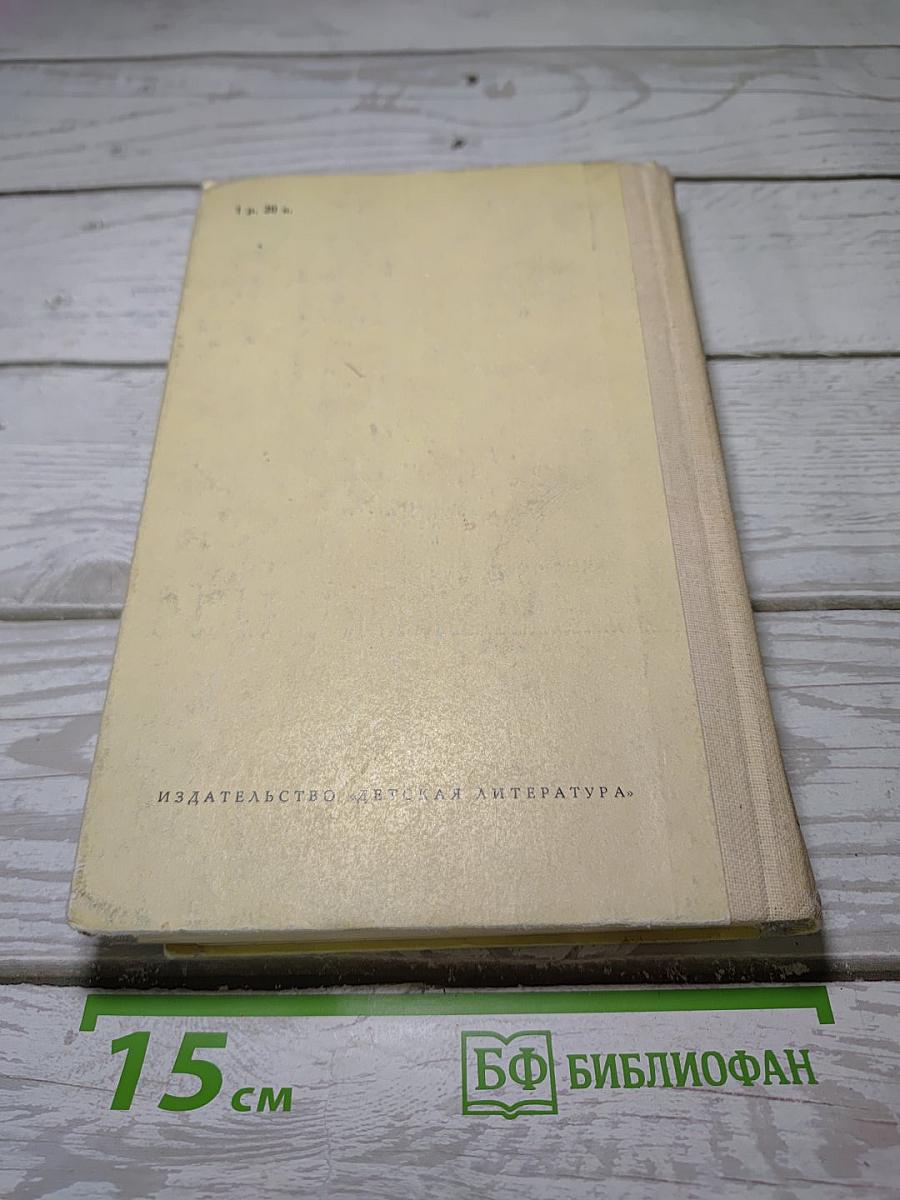 1 р. 20 к.
ИЗДАТЕЛЬСТВО «ДЕТСКАЯ ЛИТЕРАТУРА»
15 см
БФ БИБЛИОФАН